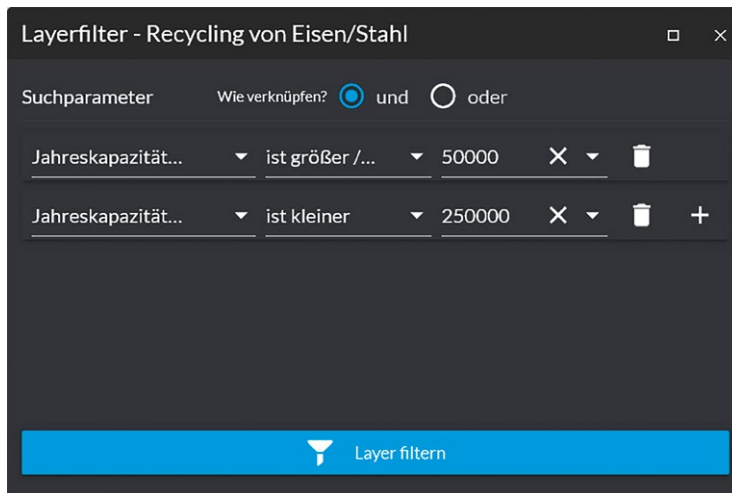 Layerfilter - Recycling von Eisen/Stahl
Suchparameter Wie verknüpfen? und oder
Jahreskapazität... ist größer /... 50000
Jahreskapazität... ist kleiner 250000
Layer filtern